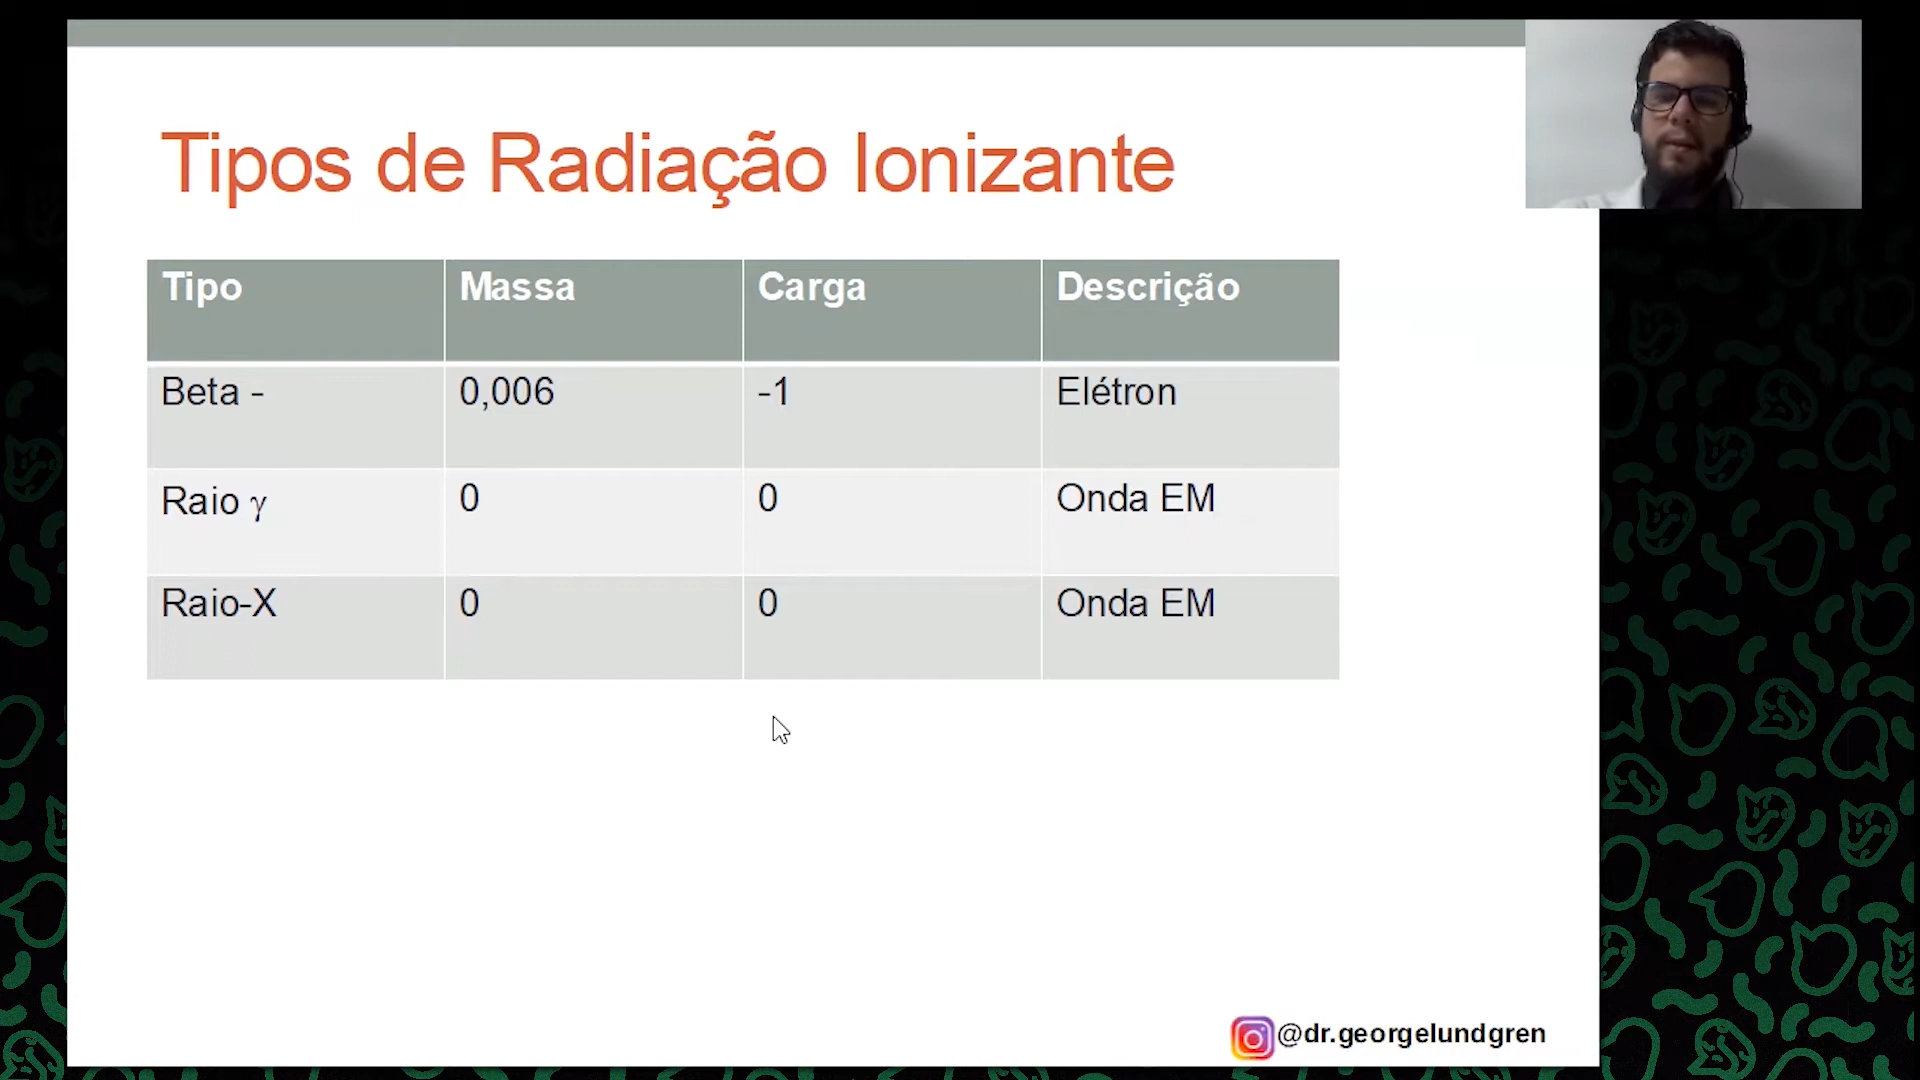 Tipos de Radiação Ionizante
Tipo Massa Carga Descrição
Beta - 0,006 -1 Elétron
Raio γ 0 0 Onda EM
Raio-X 0 0 Onda EM
@dr.georgelundgren